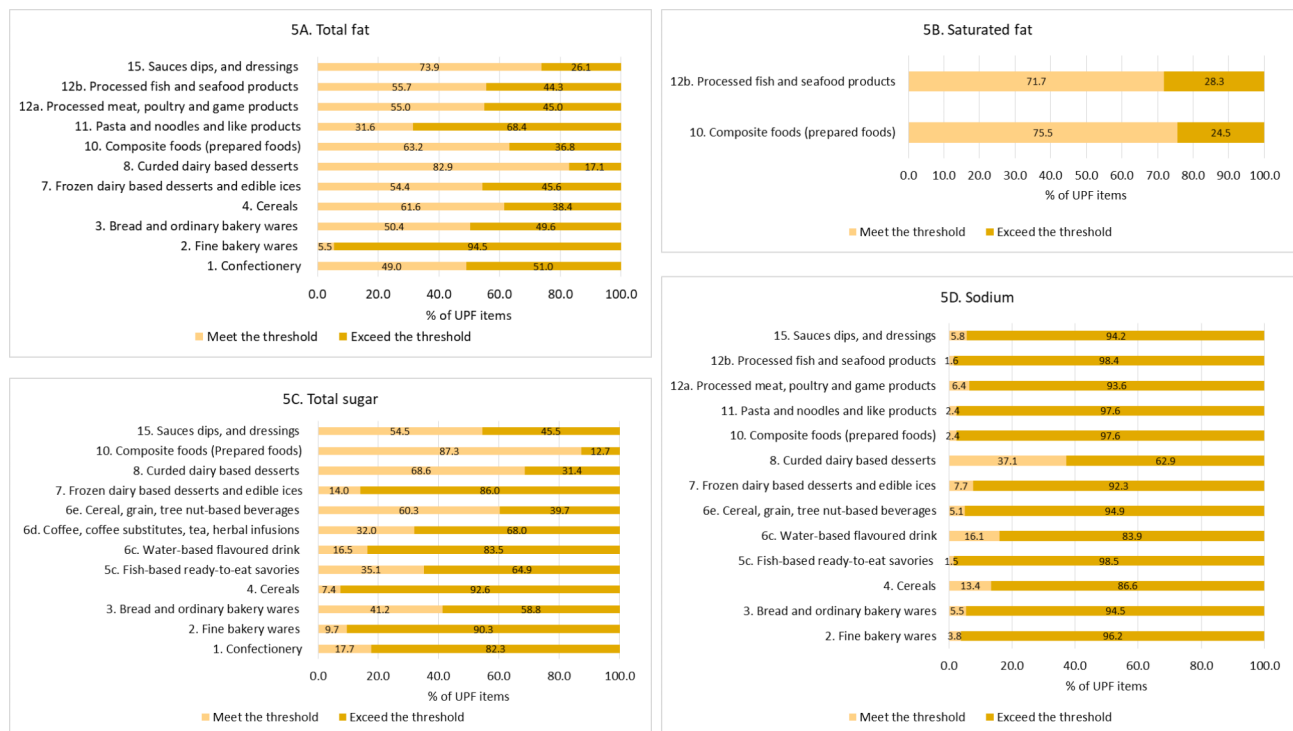 5A. Total fat
15. Sauces dips, and dressings 73.9 26.1
12b. Processed fish and seafood products 55.7 44.3
12a. Processed meat, poultry and game products 55.0 45.0
11. Pasta and noodles and like products 31.6 68.4
10. Composite foods (prepared foods) 63.2 36.8
8. Curded dairy based desserts 82.9 17.1
7. Frozen dairy based desserts and edible ices 54.4 45.6
4. Cereals 61.6 38.4
3. Bread and ordinary bakery wares 50.4 49.6
2. Fine bakery wares 5.5 94.5
1. Confectionery 49.0 51.0
0.0 20.0 40.0 60.0 80.0 100.0
% of UPF items
Meet the threshold Exceed the threshold
5B. Saturated fat
12b. Processed fish and seafood products 71.7 28.3
10. Composite foods (prepared foods) 75.5 24.5
0.0 10.0 20.0 30.0 40.0 50.0 60.0 70.0 80.0 90.0 100.0
% of UPF items
Meet the threshold Exceed the threshold
5C. Total sugar
15. Sauces dips, and dressings 54.5 45.5
10. Composite foods (Prepared foods) 87.3 12.7
8. Curded dairy based desserts 68.6 31.4
7. Frozen dairy based desserts and edible ices 14.0 86.0
6e. Cereal, grain, tree nut-based beverages 60.3 39.7
6d. Coffee, coffee substitutes, tea, herbal infusions 32.0 68.0
6c. Water-based flavoured drink 16.5 83.5
5c. Fish-based ready-to-eat savories 35.1 64.9
4. Cereals 7.4 92.6
3. Bread and ordinary bakery wares 41.2 58.8
2. Fine bakery wares 9.7 90.3
1. Confectionery 17.7 82.3
0.0 20.0 40.0 60.0 80.0 100.0
% of UPF items
Meet the threshold Exceed the threshold
5D. Sodium
15. Sauces dips, and dressings 5.8 94.2
12b. Processed fish and seafood products 1.6 98.4
12a. Processed meat, poultry and game products 6.4 93.6
11. Pasta and noodles and like products 2.4 97.6
10. Composite foods (prepared foods) 2.4 97.6
8. Curded dairy based desserts 37.1 62.9
7. Frozen dairy based desserts and edible ices 7.7 92.3
6e. Cereal, grain, tree nut-based beverages 5.1 94.9
6c. Water-based flavoured drink 16.1 83.9
5c. Fish-based ready-to-eat savories 1.5 98.5
4. Cereals 13.4 86.6
3. Bread and ordinary bakery wares 5.5 94.5
2. Fine bakery wares 3.8 96.2
0.0 20.0 40.0 60.0 80.0 100.0
% of UPF items
Meet the threshold Exceed the threshold